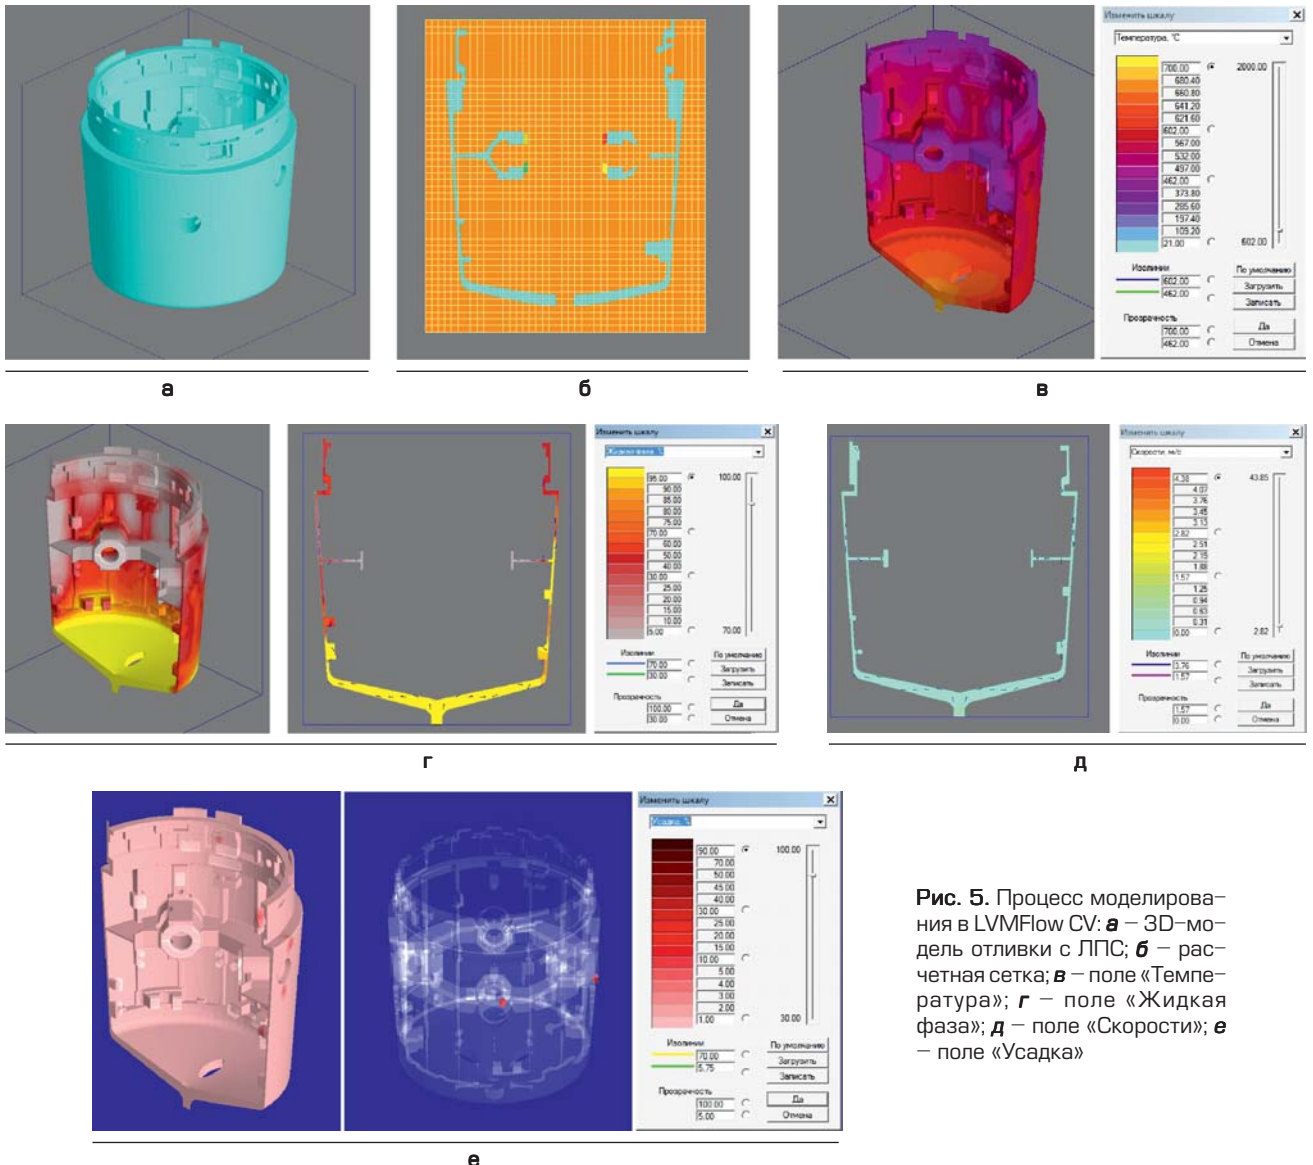 Изменить шкалу
Температура, °C
700.00
680.40
660.80
641.20
621.60
602.00
567.00
532.00
497.00
462.00
373.80
285.60
197.40
109.20
21.00
2000.00
602.00
Изолинии
602.00
462.00
Прозрачность
700.00
462.00
По умолчанию
Загрузить
Записать
Да
Отмена
а
б
в
Изменить шкалу
Жидкая фаза, %
95.00
90.00
85.00
80.00
75.00
70.00
60.00
50.00
40.00
30.00
25.00
20.00
15.00
10.00
5.00
100.00
70.00
Изолинии
70.00
30.00
Прозрачность
100.00
30.00
По умолчанию
Загрузить
Записать
Да
Отмена
Изменить шкалу
Скорости, м/с
4.38
4.07
3.76
3.45
3.13
2.82
2.51
2.19
1.88
1.57
1.25
0.94
0.63
0.31
0.00
43.85
2.82
Изолинии
3.76
1.57
Прозрачность
1.57
0.00
По умолчанию
Загрузить
Записать
Да
Отмена
г
д
Изменить шкалу
Усадка, %
90.00
70.00
50.00
45.00
40.00
30.00
25.00
20.00
15.00
10.00
5.00
4.00
3.00
2.00
1.00
100.00
30.00
Изолинии
70.00
5.75
Прозрачность
100.00
5.00
По умолчанию
Загрузить
Записать
Да
Отмена
е
Рис. 5. Процесс моделирова-
ния в LVMFlow CV: а – 3D-мо-
дель отливки с ЛПС; б – рас-
четная сетка; в – поле «Темпе-
ратура»; г – поле «Жидкая
фаза»; д – поле «Скорости»; е
– поле «Усадка»